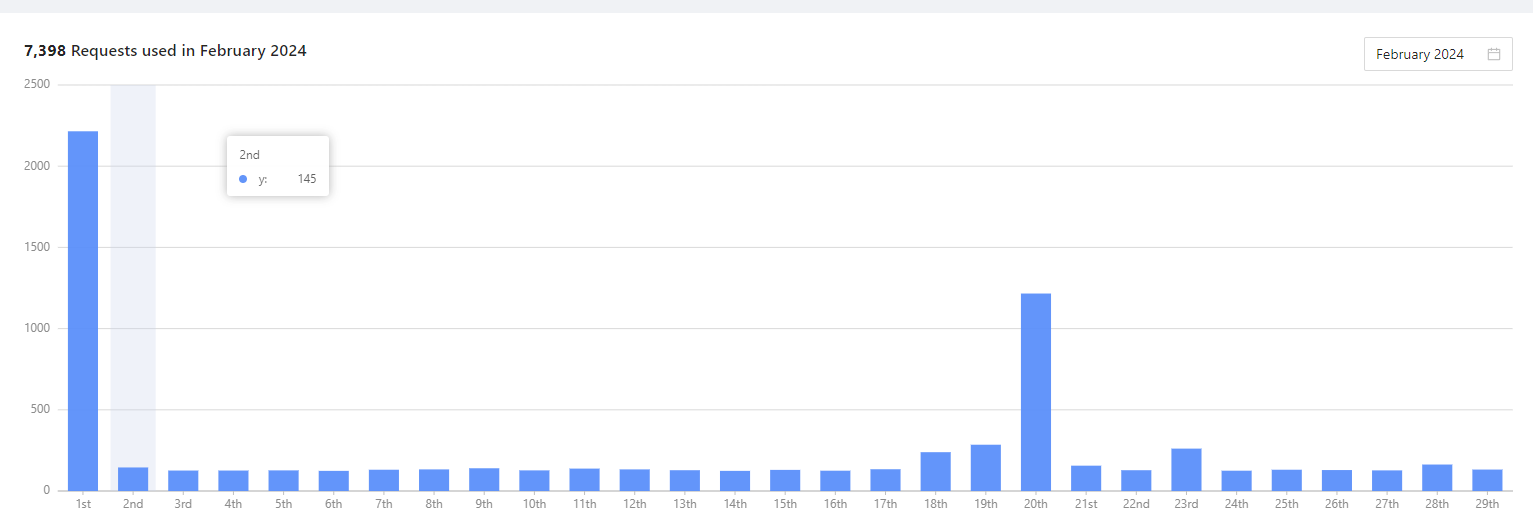 7,398 Requests used in February 2024
February 2024
2500
2000
1500
1000
500
0
2nd
y: 145
1st 2nd 3rd 4th 5th 6th 7th 8th 9th 10th 11th 12th 13th 14th 15th 16th 17th 18th 19th 20th 21st 22nd 23rd 24th 25th 26th 27th 28th 29th